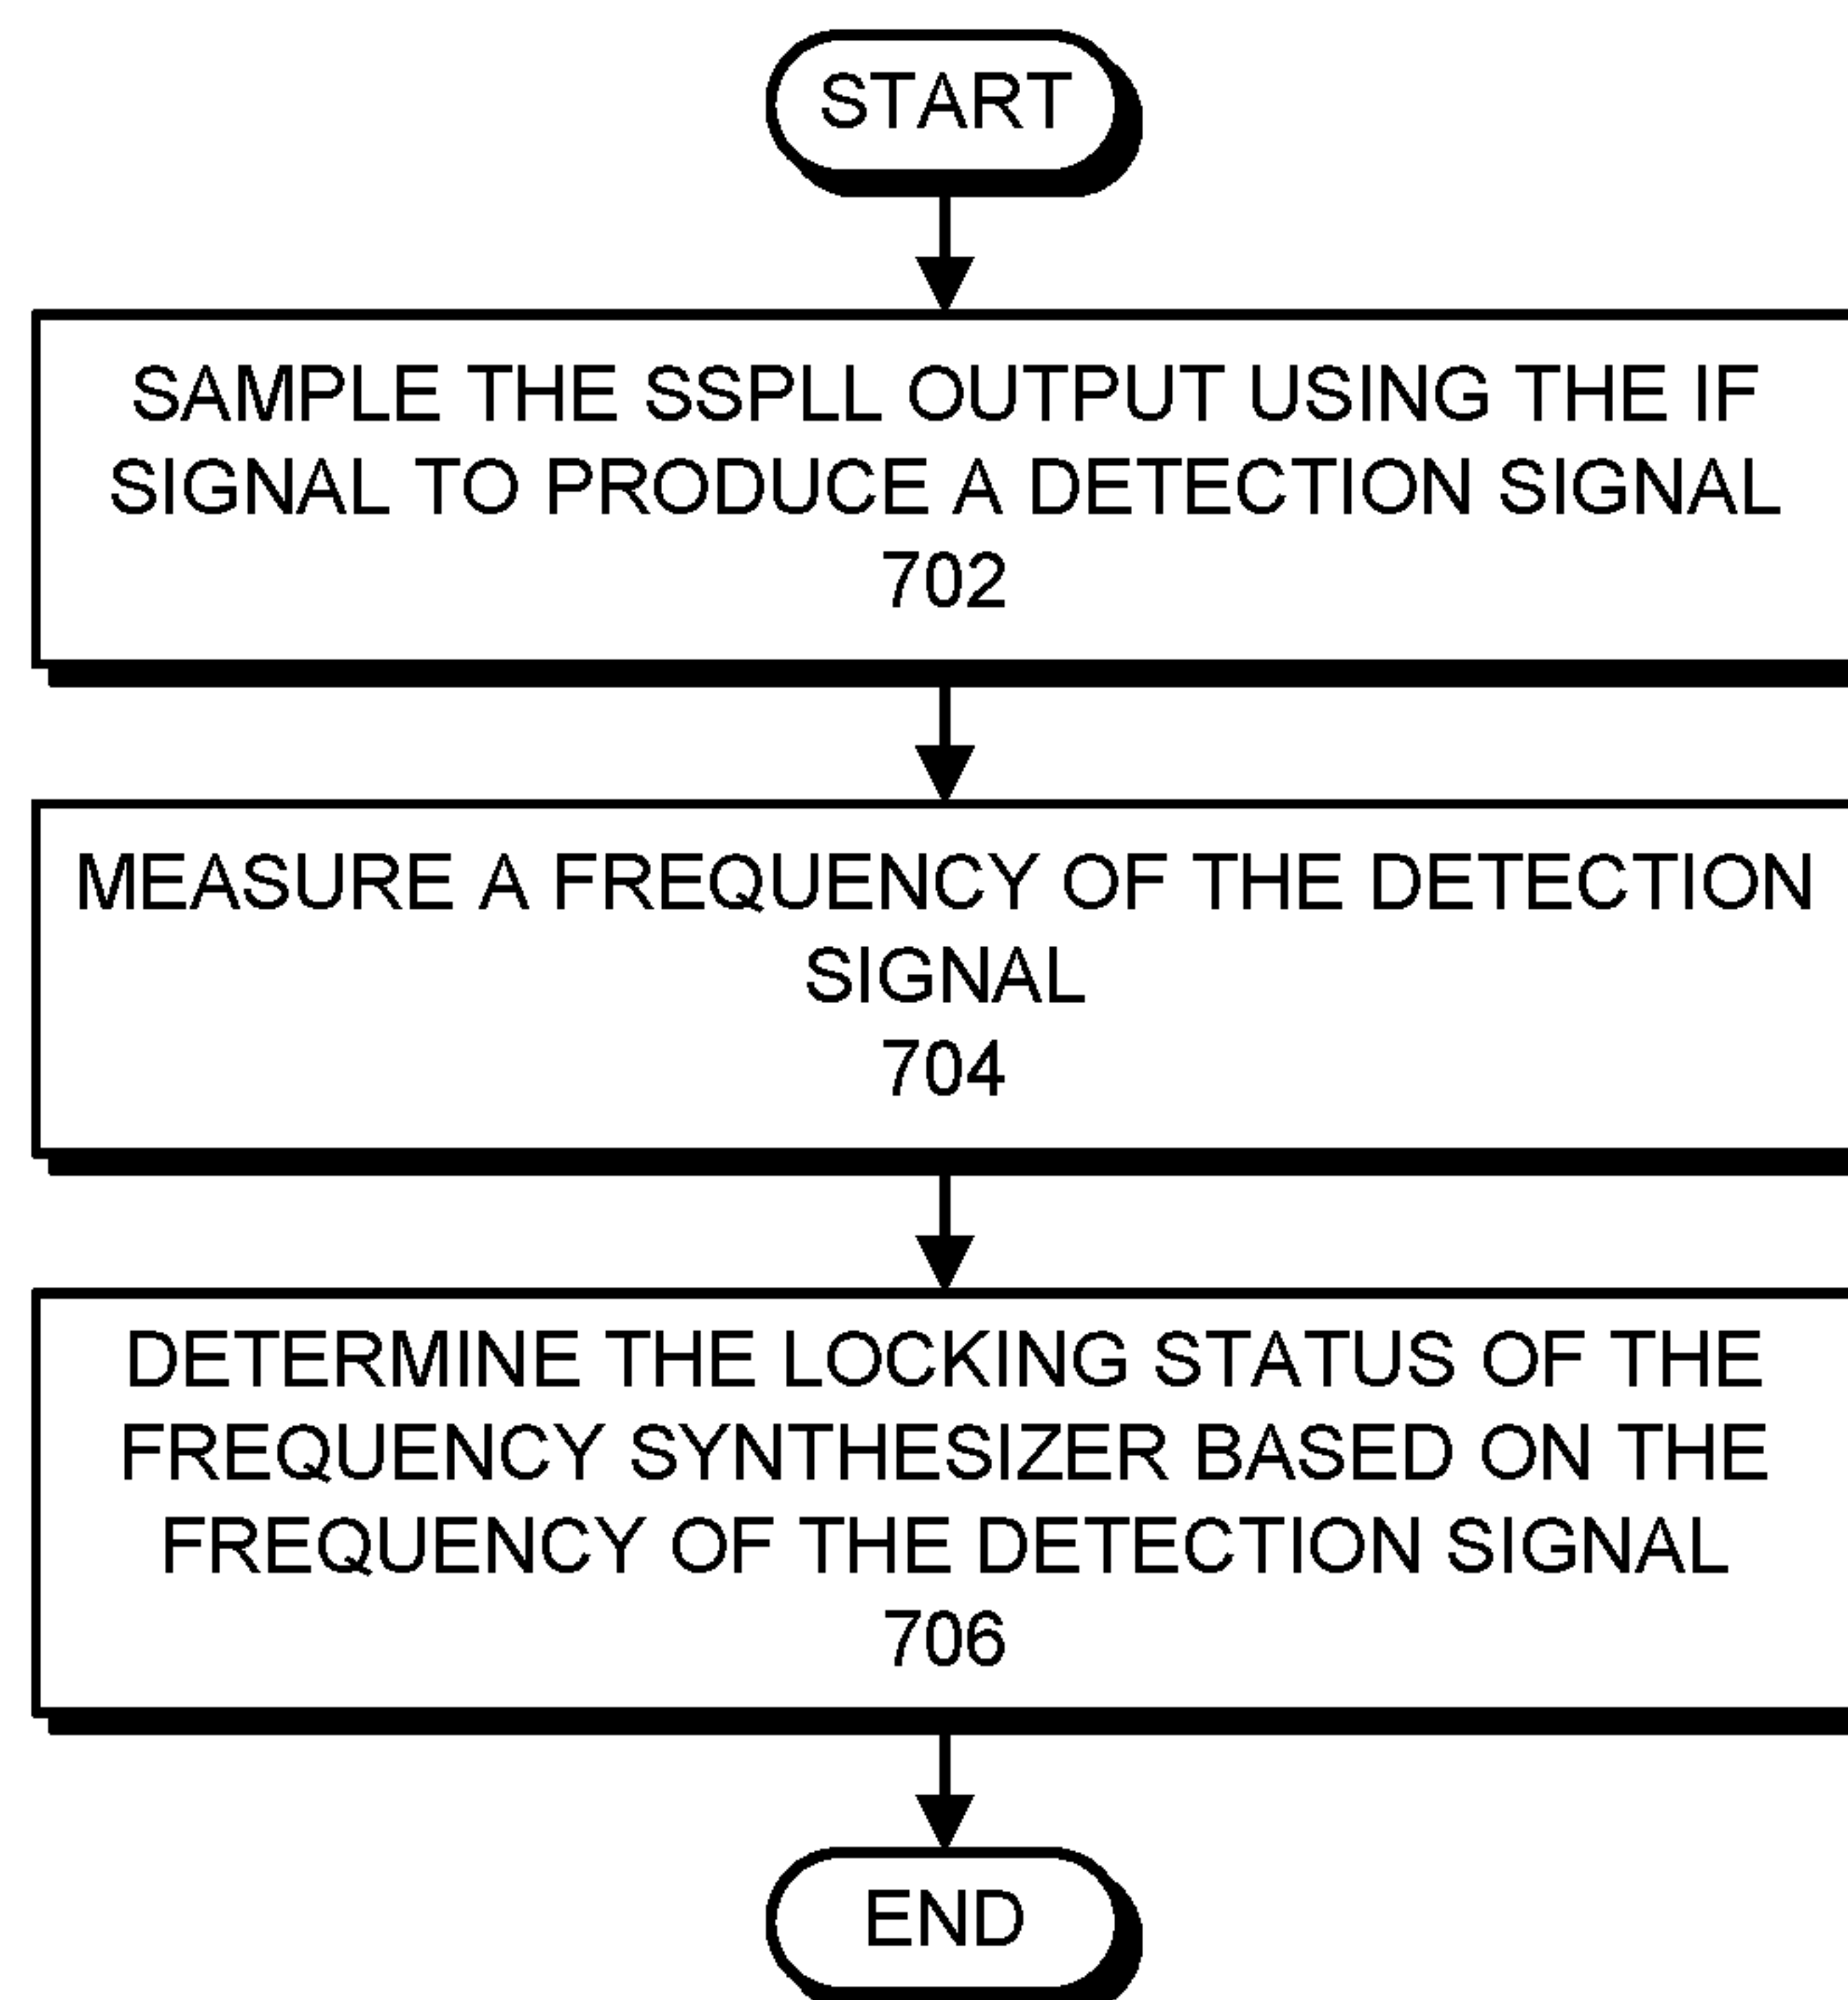 START
SAMPLE THE SSPLL OUTPUT USING THE IF
SIGNAL TO PRODUCE A DETECTION SIGNAL
702
MEASURE A FREQUENCY OF THE DETECTION
SIGNAL
704
DETERMINE THE LOCKING STATUS OF THE
FREQUENCY SYNTHESIZER BASED ON THE
FREQUENCY OF THE DETECTION SIGNAL
706
END